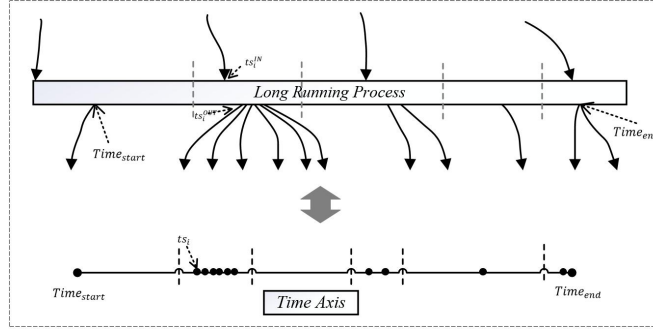 ts_i^IN
Long Running Process
ts_i^OUT
Time_start
Time_en
ts_i
Time_start
Time_end
Time Axis